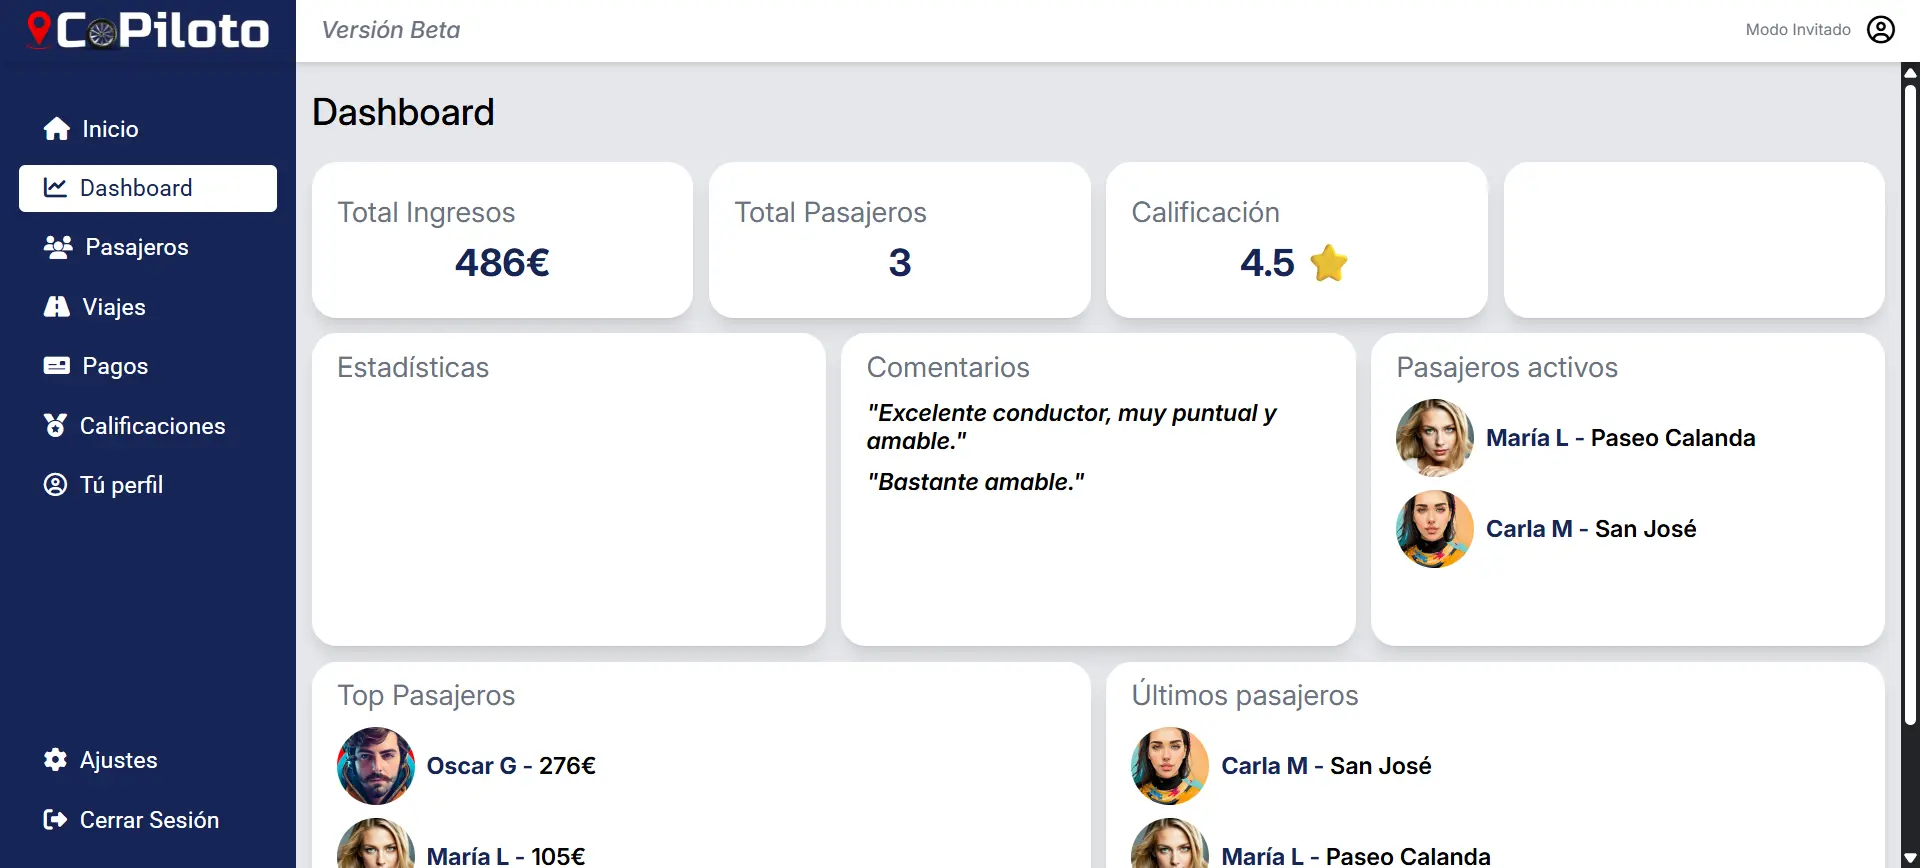 CoPiloto
Versión Beta
Modo Invitado
Inicio
Dashboard
Pasajeros
Viajes
Pagos
Calificaciones
Tú perfil
Ajustes
Cerrar Sesión
Dashboard
Total Ingresos
486€
Total Pasajeros
3
Calificación
4.5
Estadísticas
Comentarios
"Excelente conductor, muy puntual y
amable."
"Bastante amable."
Pasajeros activos
María L - Paseo Calanda
Carla M - San José
Top Pasajeros
Oscar G - 276€
María L - 105€
Últimos pasajeros
Carla M - San José
María L - Paseo Calanda